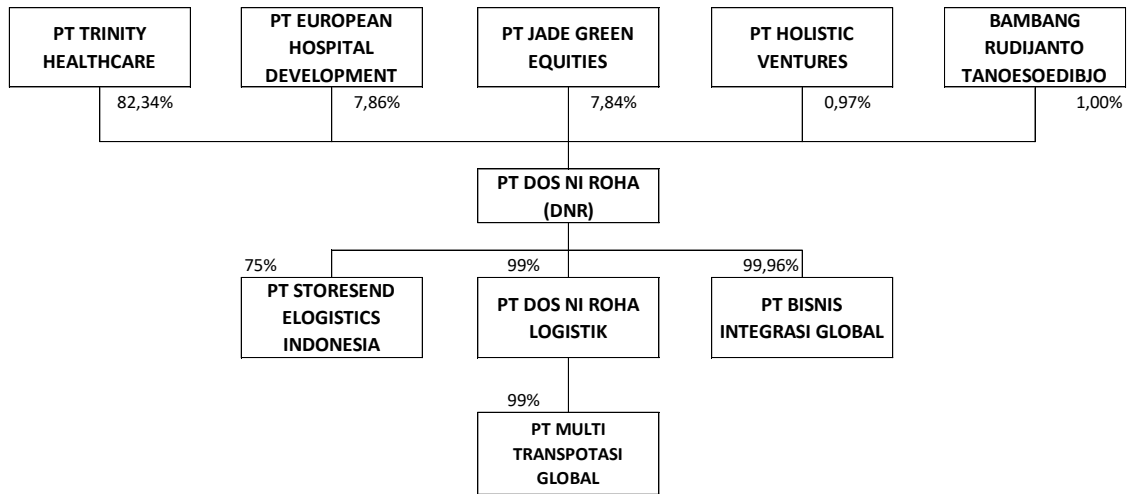 PT TRINITY
HEALTHCARE
PT EUROPEAN
HOSPITAL
DEVELOPMENT
PT JADE GREEN
EQUITIES
PT HOLISTIC
VENTURES
BAMBANG
RUDIJANTO
TANOESOEDIBJO
82,34%
7,86%
7,84%
0,97%
1,00%
PT DOS NI ROHA
(DNR)
75%
99%
99,96%
PT STORESEND
ELOGISTICS
INDONESIA
PT DOS NI ROHA
LOGISTIK
PT BISNIS
INTEGRASI GLOBAL
99%
PT MULTI
TRANSPOTASI
GLOBAL